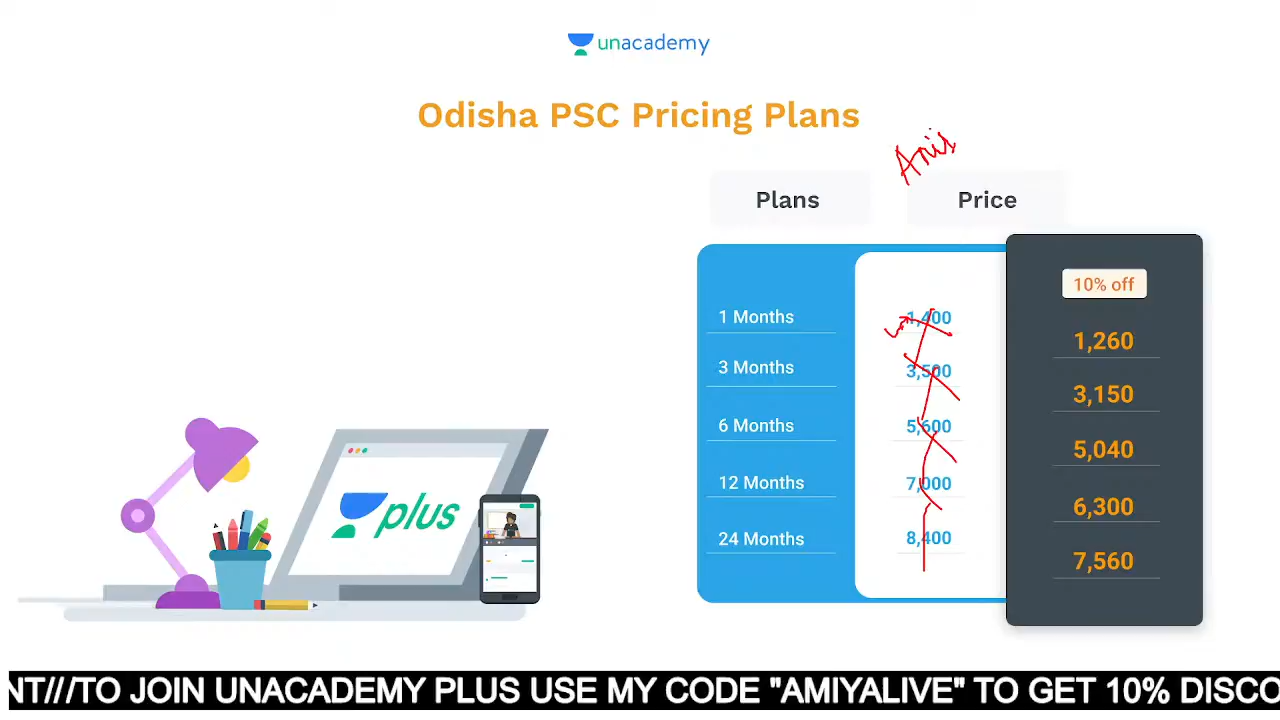 unacademy
Odisha PSC Pricing Plans
Plans Price
10% off
1 Months 1,400 1,260
3 Months 3,500 3,150
6 Months 5,600 5,040
12 Months 7,000 6,300
24 Months 8,400 7,560
plus
NT///TO JOIN UNACADEMY PLUS USE MY CODE "AMIYALIVE" TO GET 10% DISCO